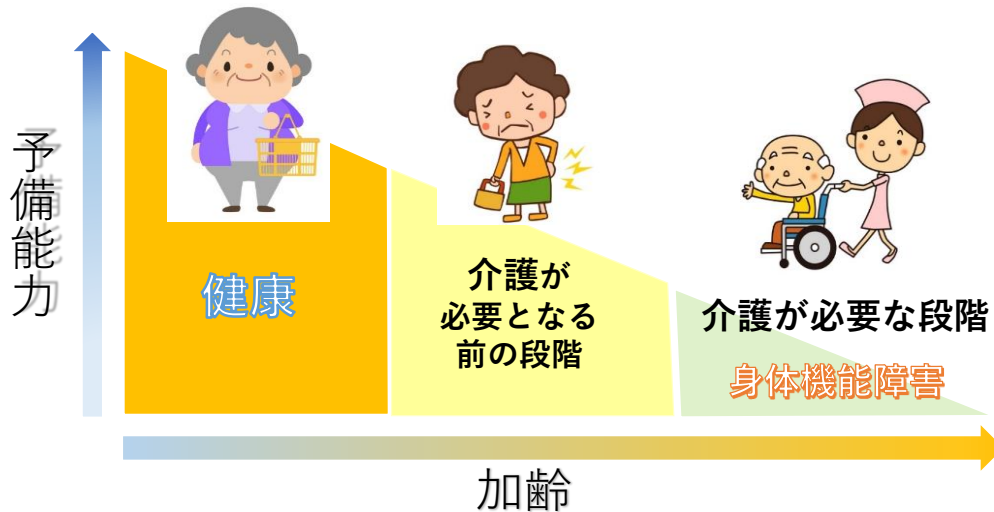 予備能力
健康
介護が
必要となる
前の段階
介護が必要な段階
身体機能障害
加齢